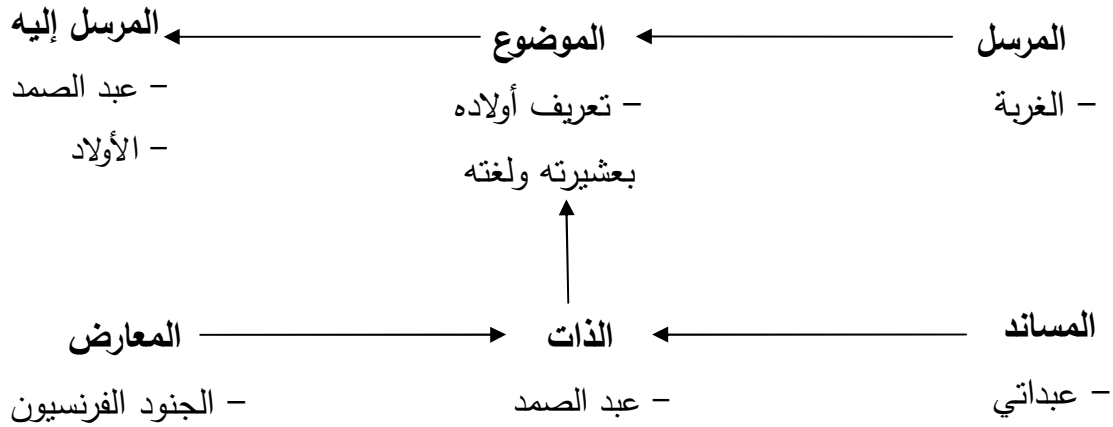 المرسل الموضوع المرسل إليه
– الغربة – تعريف أولاده – عبد الصمد
بعشيرته ولغته – الأولاد
المساند الذات المعارض
– عبداتي – عبد الصمد – الجنود الفرنسيون